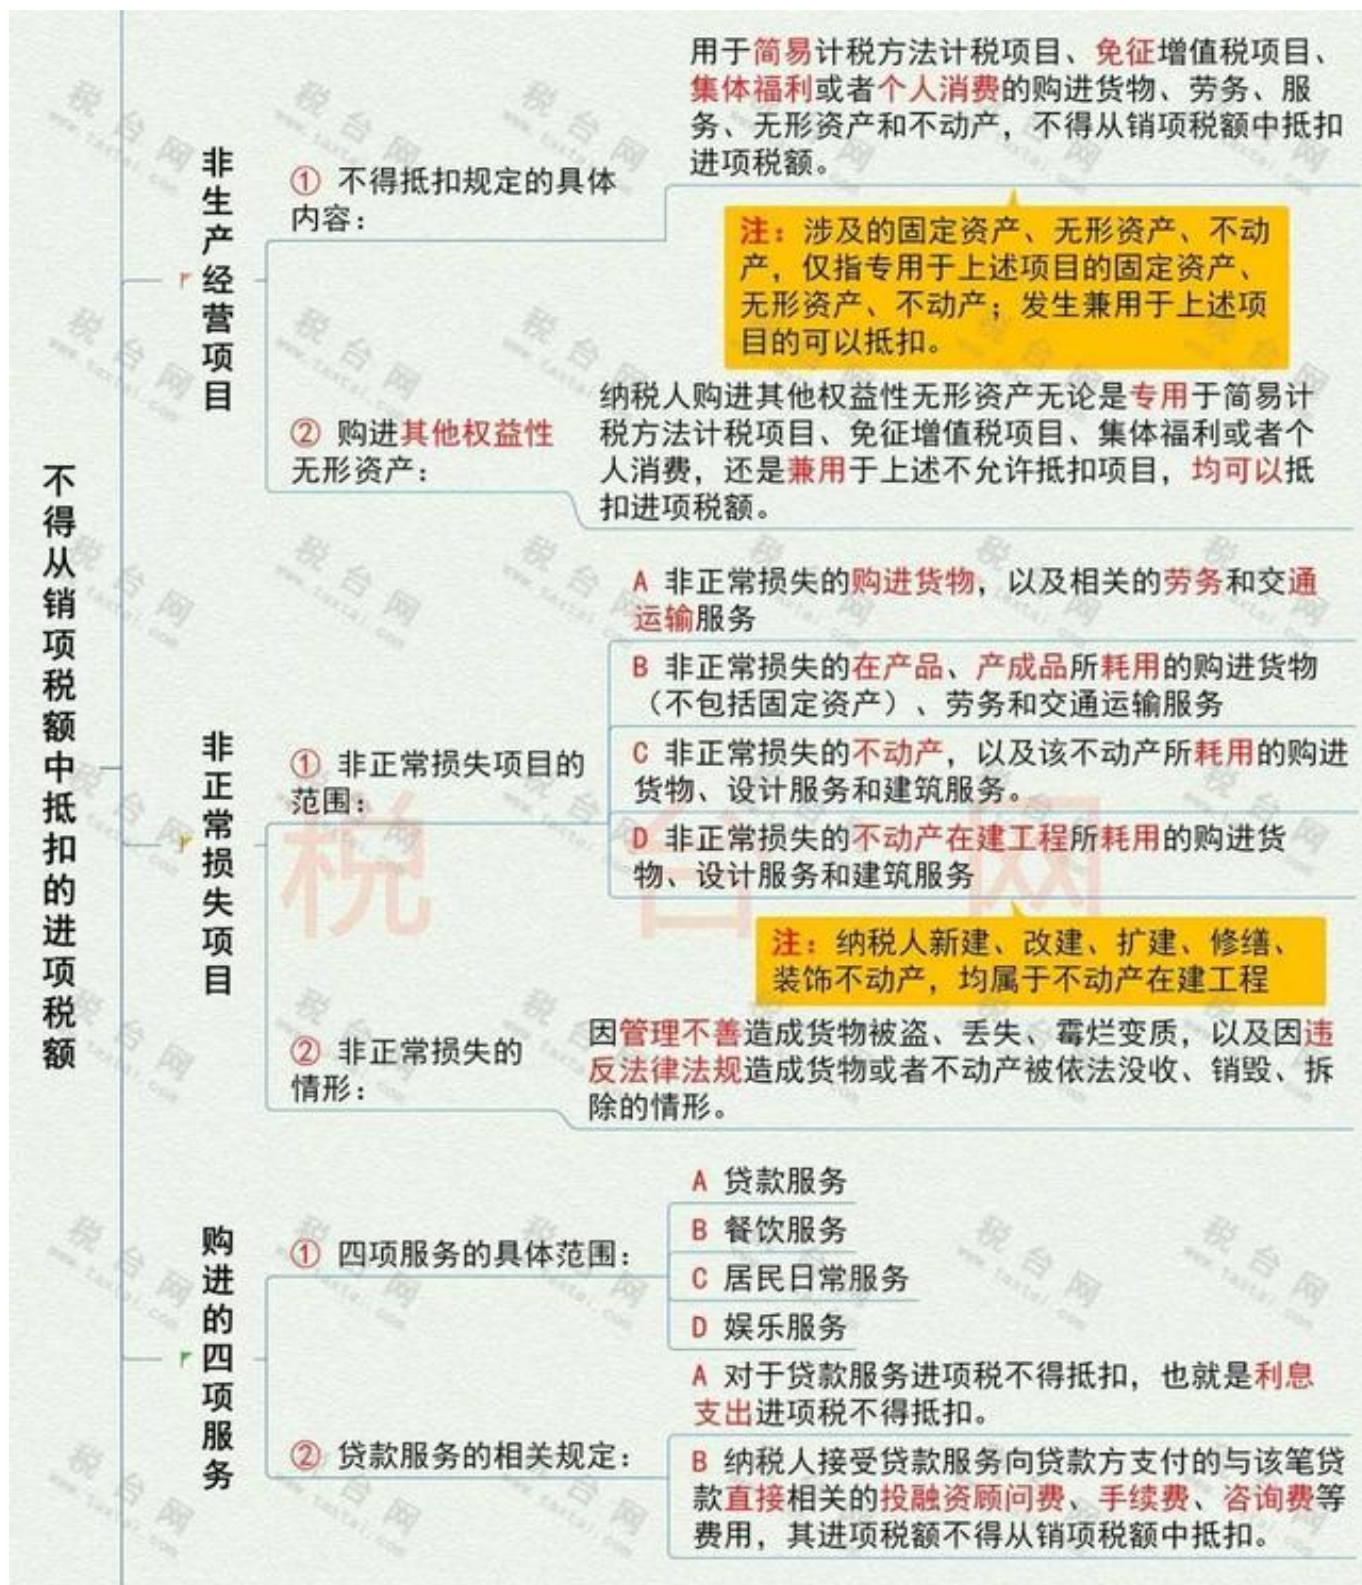 不得从销项税额中抵扣的进项税额
非生产经营项目
① 不得抵扣规定的具体
内容：
用于简易计税方法计税项目、免征增值税项目、
集体福利或者个人消费的购进货物、劳务、服
务、无形资产和不动产，不得从销项税额中抵扣
进项税额。
注：涉及的固定资产、无形资产、不动
产，仅指专用于上述项目的固定资产、
无形资产、不动产；发生兼用于上述项
目的可以抵扣。
② 购进其他权益性
无形资产：
纳税人购进其他权益性无形资产无论是专用于简易计
税方法计税项目、免征增值税项目、集体福利或者个
人消费，还是兼用于上述不允许抵扣项目，均可以抵
扣进项税额。
非正常损失项目
① 非正常损失项目的
范围：
A 非正常损失的购进货物，以及相关的劳务和交通
运输服务
B 非正常损失的在产品、产成品所耗用的购进货物
（不包括固定资产）、劳务和交通运输服务
C 非正常损失的不动产，以及该不动产所耗用的购进
货物、设计服务和建筑服务。
D 非正常损失的不动产在建工程所耗用的购进货
物、设计服务和建筑服务
注：纳税人新建、改建、扩建、修缮、
装饰不动产，均属于不动产在建工程
② 非正常损失的
情形：
因管理不善造成货物被盗、丢失、霉烂变质，以及因违
反法律法规造成货物或者不动产被依法没收、销毁、拆
除的情形。
购进的四项服务
① 四项服务的具体范围：
A 贷款服务
B 餐饮服务
C 居民日常服务
D 娱乐服务
② 贷款服务的相关规定：
A 对于贷款服务进项税不得抵扣，也就是利息
支出进项税不得抵扣。
B 纳税人接受贷款服务向贷款方支付的与该笔贷
款直接相关的投融资顾问费、手续费、咨询费等
费用，其进项税额不得从销项税额中抵扣。
税台网
www.taxtai.com